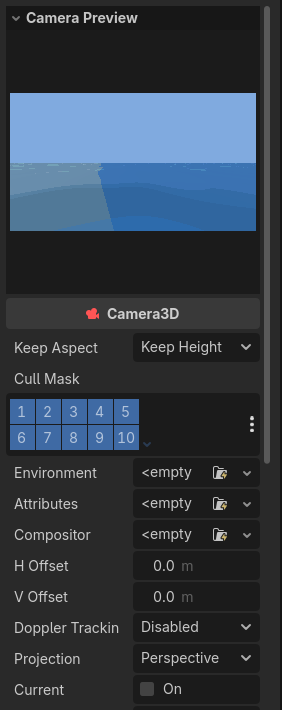 Camera Preview
Camera3D
Keep Aspect Keep Height
Cull Mask
1 2 3 4 5
6 7 8 9 10
Environment <empty
Attributes <empty
Compositor <empty
H Offset 0.0 m
V Offset 0.0 m
Doppler Trackin Disabled
Projection Perspective
Current On